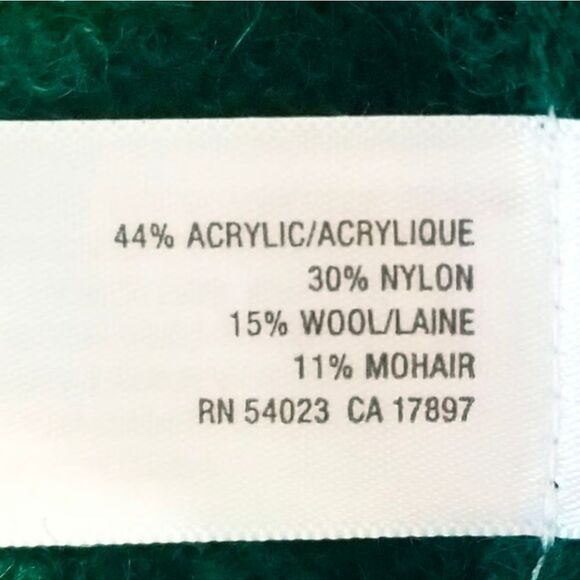 44% ACRYLIC/ACRYLIQUE
30% NYLON
15% WOOL/LAINE
11% MOHAIR
RN 54023 CA 17897